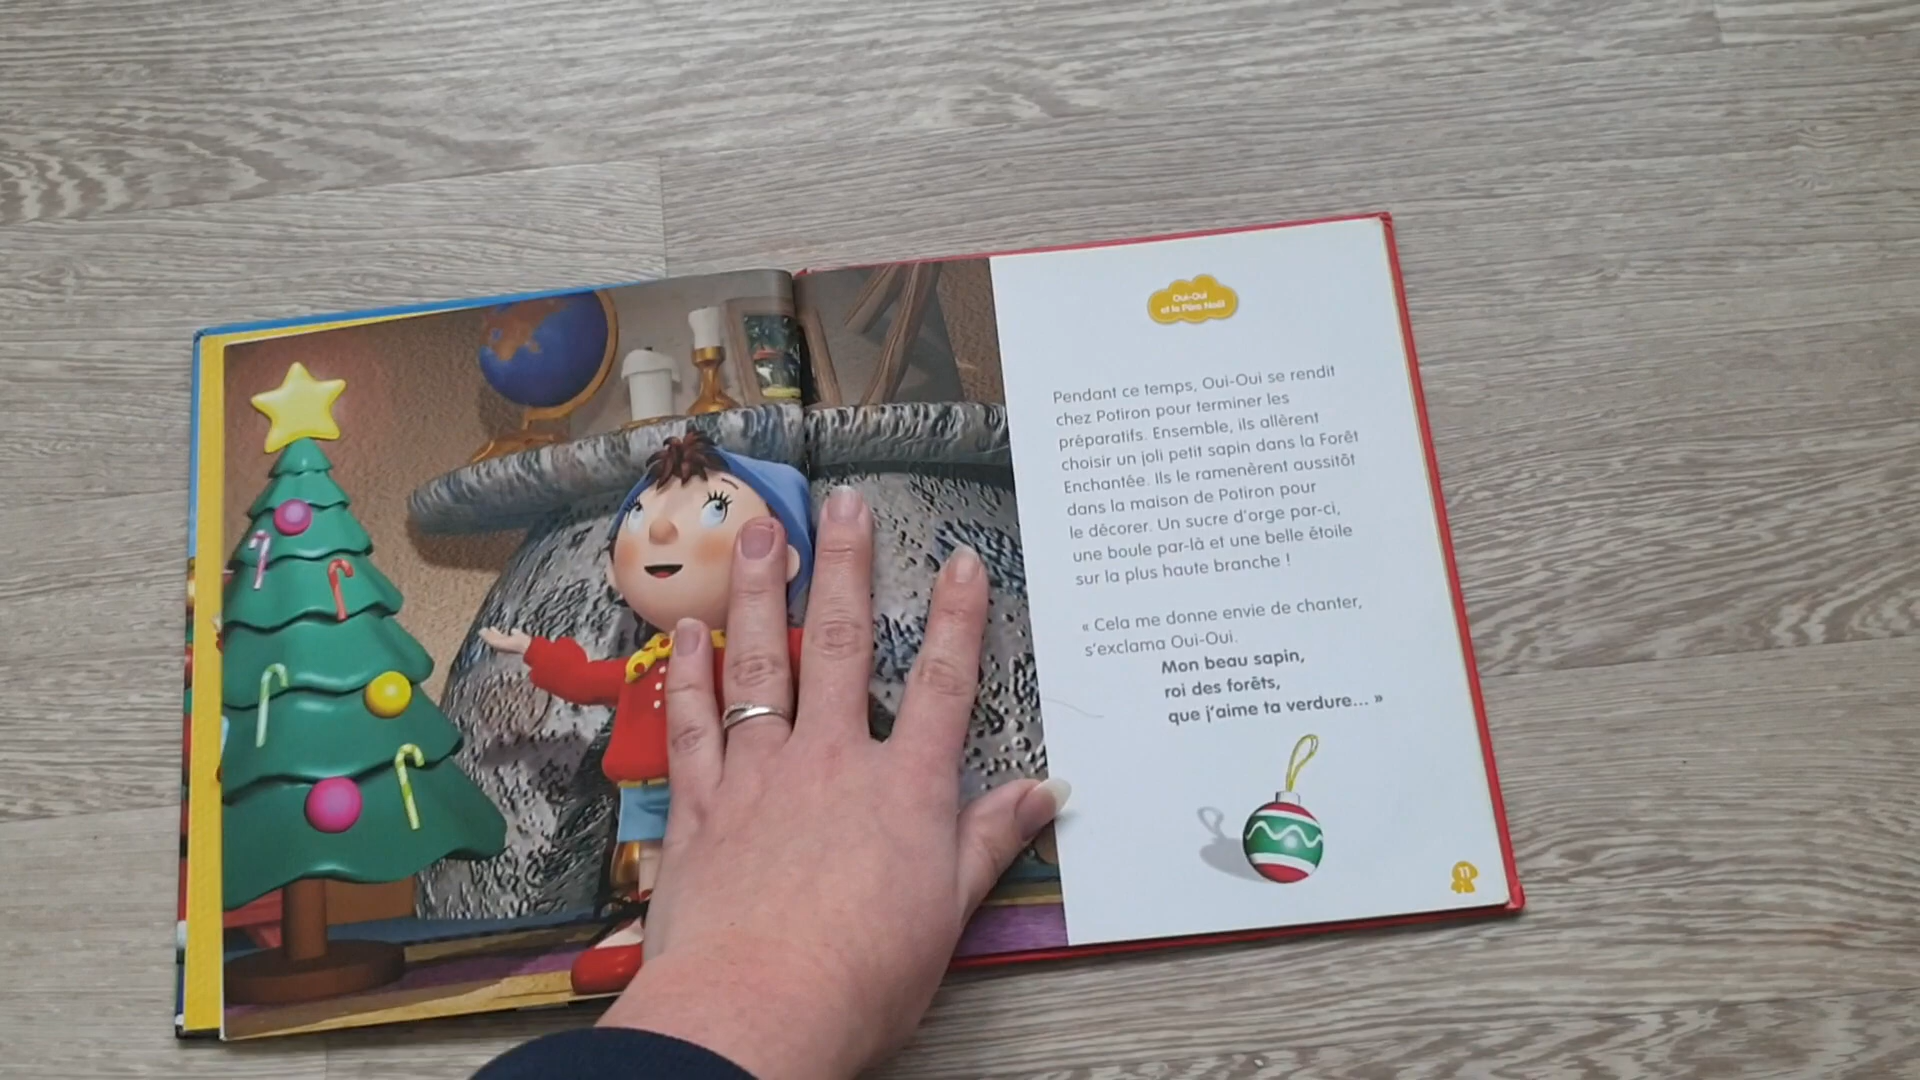 Oui-Oui
et le Père Noël
Pendant ce temps, Oui-Oui se rendit
chez Potiron pour terminer les
préparatifs. Ensemble, ils allèrent
choisir un joli petit sapin dans la Forêt
Enchantée. Ils le ramenèrent aussitôt
dans la maison de Potiron pour
le décorer. Un sucre d'orge par-ci,
une boule par-là et une belle étoile
sur la plus haute branche !
« Cela me donne envie de chanter,
s'exclama Oui-Oui.
Mon beau sapin,
roi des forêts,
que j'aime ta verdure... »
11